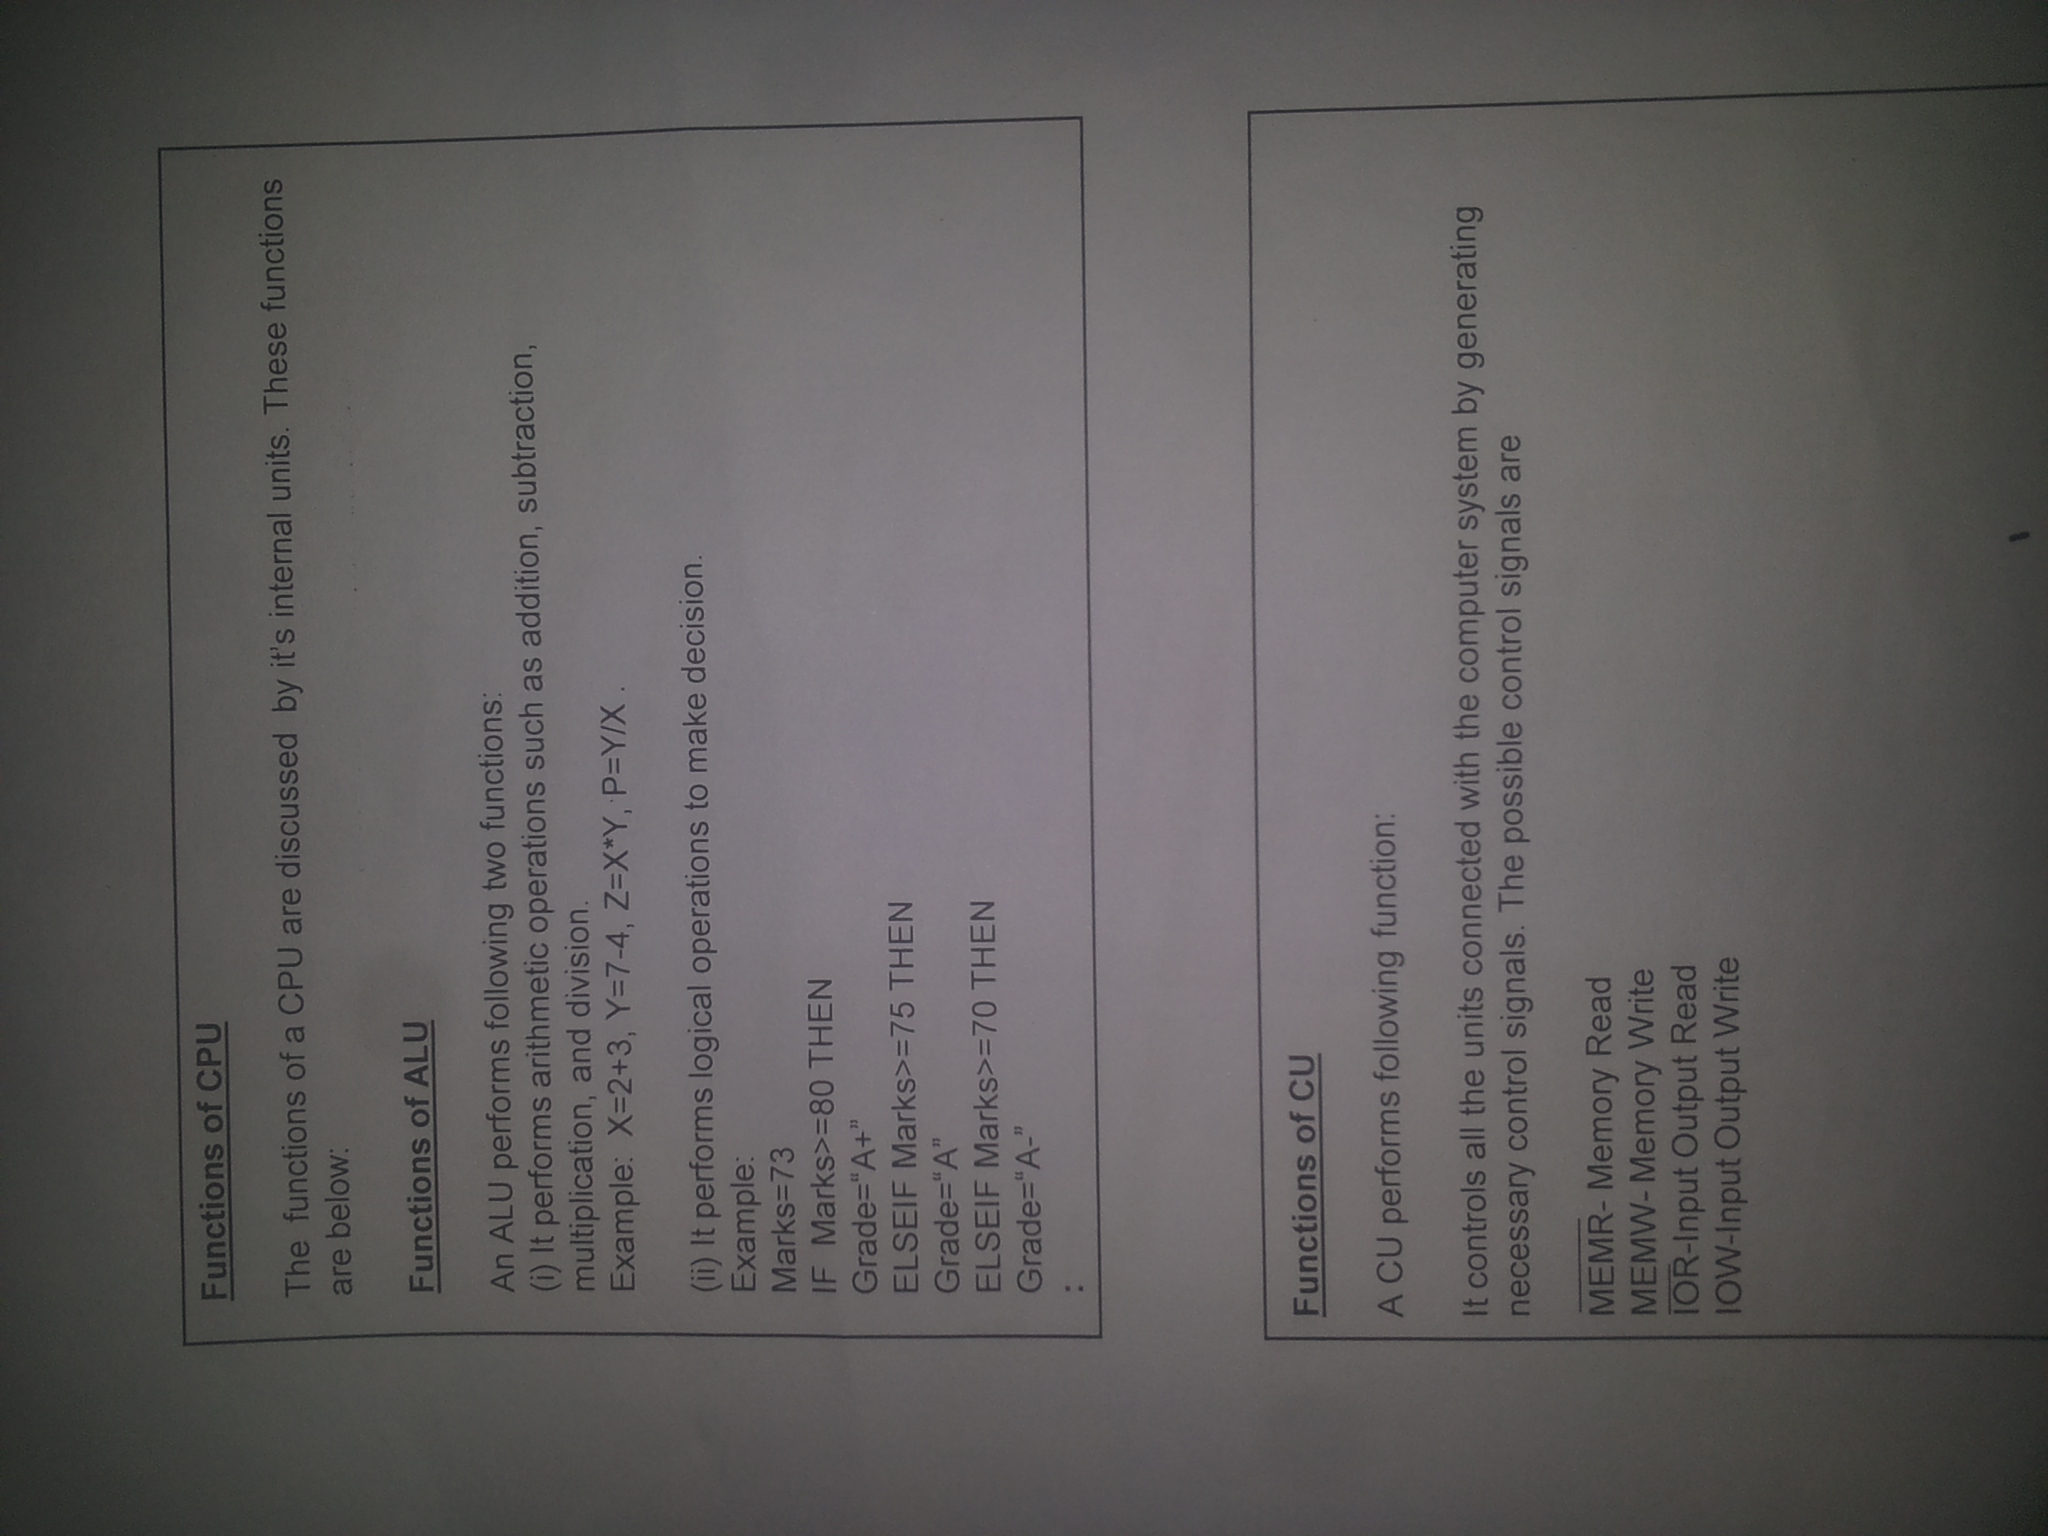 Functions of CPU
The functions of a CPU are discussed by it's internal units. These functions
are below:
Functions of ALU
An ALU performs following two functions:
(i) It performs arithmetic operations such as addition, subtraction,
multiplication, and division.
Example: X=2+3, Y=7-4, Z=X*Y, P=Y/X .
(ii) It performs logical operations to make decision.
Example:
Marks=73
IF Marks>=80 THEN
Grade=“A+”
ELSEIF Marks>=75 THEN
Grade=“A”
ELSEIF Marks>=70 THEN
Grade=“A-”
:
Functions of CU
A CU performs following function:
It controls all the units connected with the computer system by generating
necessary control signals. The possible control signals are
M̅E̅M̅R̅- Memory Read
MEMW- Memory Write
I̅O̅R̅-Input Output Read
IOW-Input Output Write